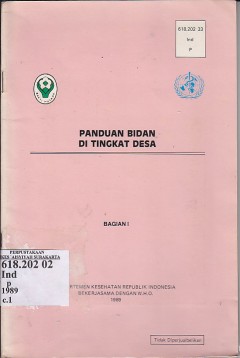 618.202 23
Ind
p
PANDUAN BIDAN
DI TINGKAT DESA
BAGIAN I
PERPUSTAKAAN
618.202 02
Ind
p
1989
c.1
KESEHATAN REPUBLIK INDONESIA
BEKERJASAMA DENGAN W.H.O.
1989
Tidak Diperjualbelikan